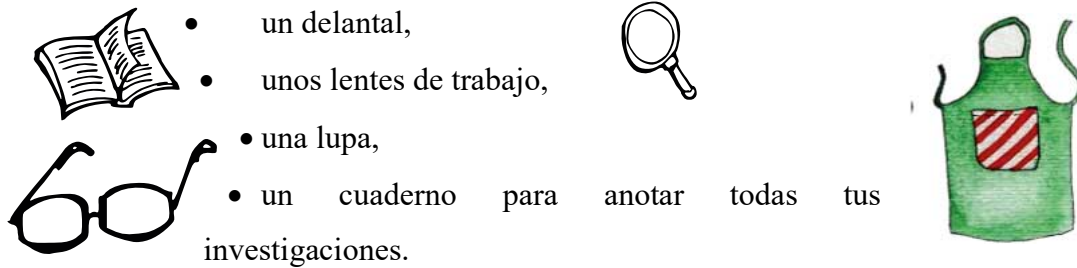 • un delantal,
• unos lentes de trabajo,
• una lupa,
• un cuaderno para anotar todas tus
investigaciones.